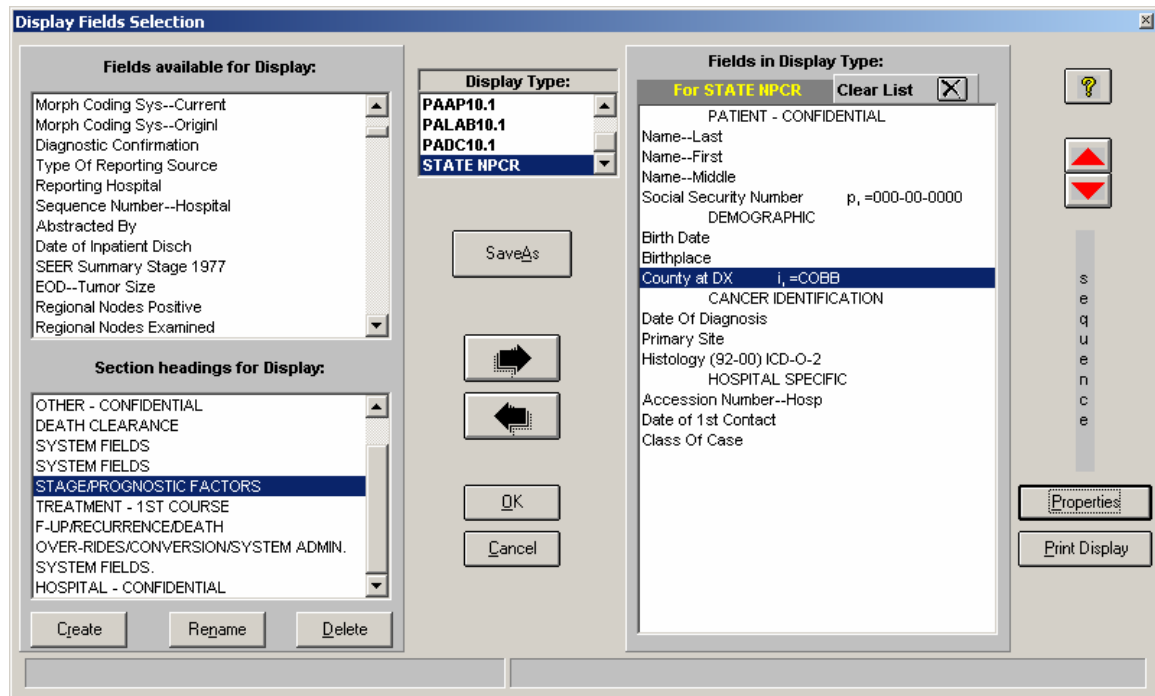 Display Fields Selection
Fields available for Display:
Morph Coding Sys--Current
Morph Coding Sys--Originl
Diagnostic Confirmation
Type Of Reporting Source
Reporting Hospital
Sequence Number--Hospital
Abstracted By
Date of Inpatient Disch
SEER Summary Stage 1977
EOD--Tumor Size
Regional Nodes Positive
Regional Nodes Examined
Section headings for Display:
OTHER - CONFIDENTIAL
DEATH CLEARANCE
SYSTEM FIELDS
SYSTEM FIELDS
STAGE/PROGNOSTIC FACTORS
TREATMENT - 1ST COURSE
F-UP/RECURRENCE/DEATH
OVER-RIDES/CONVERSION/SYSTEM ADMIN.
SYSTEM FIELDS.
HOSPITAL - CONFIDENTIAL
Create Rename Delete
Display Type:
PAAP10.1
PALAB10.1
PADC10.1
STATE NPCR
SaveAs
OK
Cancel
Fields in Display Type:
For STATE NPCR Clear List X
PATIENT - CONFIDENTIAL
Name--Last
Name--First
Name--Middle
Social Security Number p, =000-00-0000
DEMOGRAPHIC
Birth Date
Birthplace
County at DX i, =COBB
CANCER IDENTIFICATION
Date Of Diagnosis
Primary Site
Histology (92-00) ICD-O-2
HOSPITAL SPECIFIC
Accession Number--Hosp
Date of 1st Contact
Class Of Case
?
s
e
q
u
e
n
c
e
Properties
Print Display